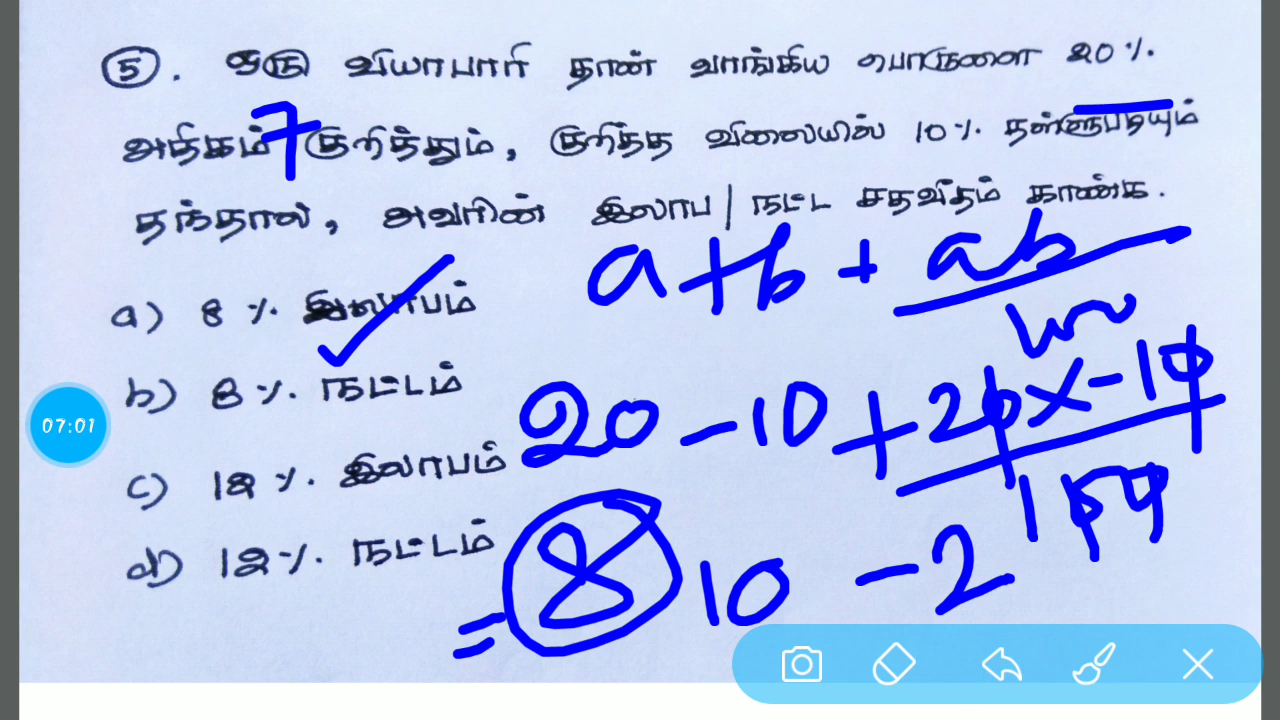 5. ஒரு வியாபாரி தான் வாங்கிய பொருளை 20%.
அதிகம் 7 குறித்தும், குறித்த விலையில் 10%. தள்ளுபடியும்
தந்தால், அவரின் இலாப / நட்ட சதவீதம் காண்க.
a) 8 %. இலாபம்
b) 8 %. நட்டம்
c) 12 %. இலாபம்
d) 12 %. நட்டம்
a + b + ab
20 - 10 + 20 x - 10
100
= 8 10 - 2
07:01